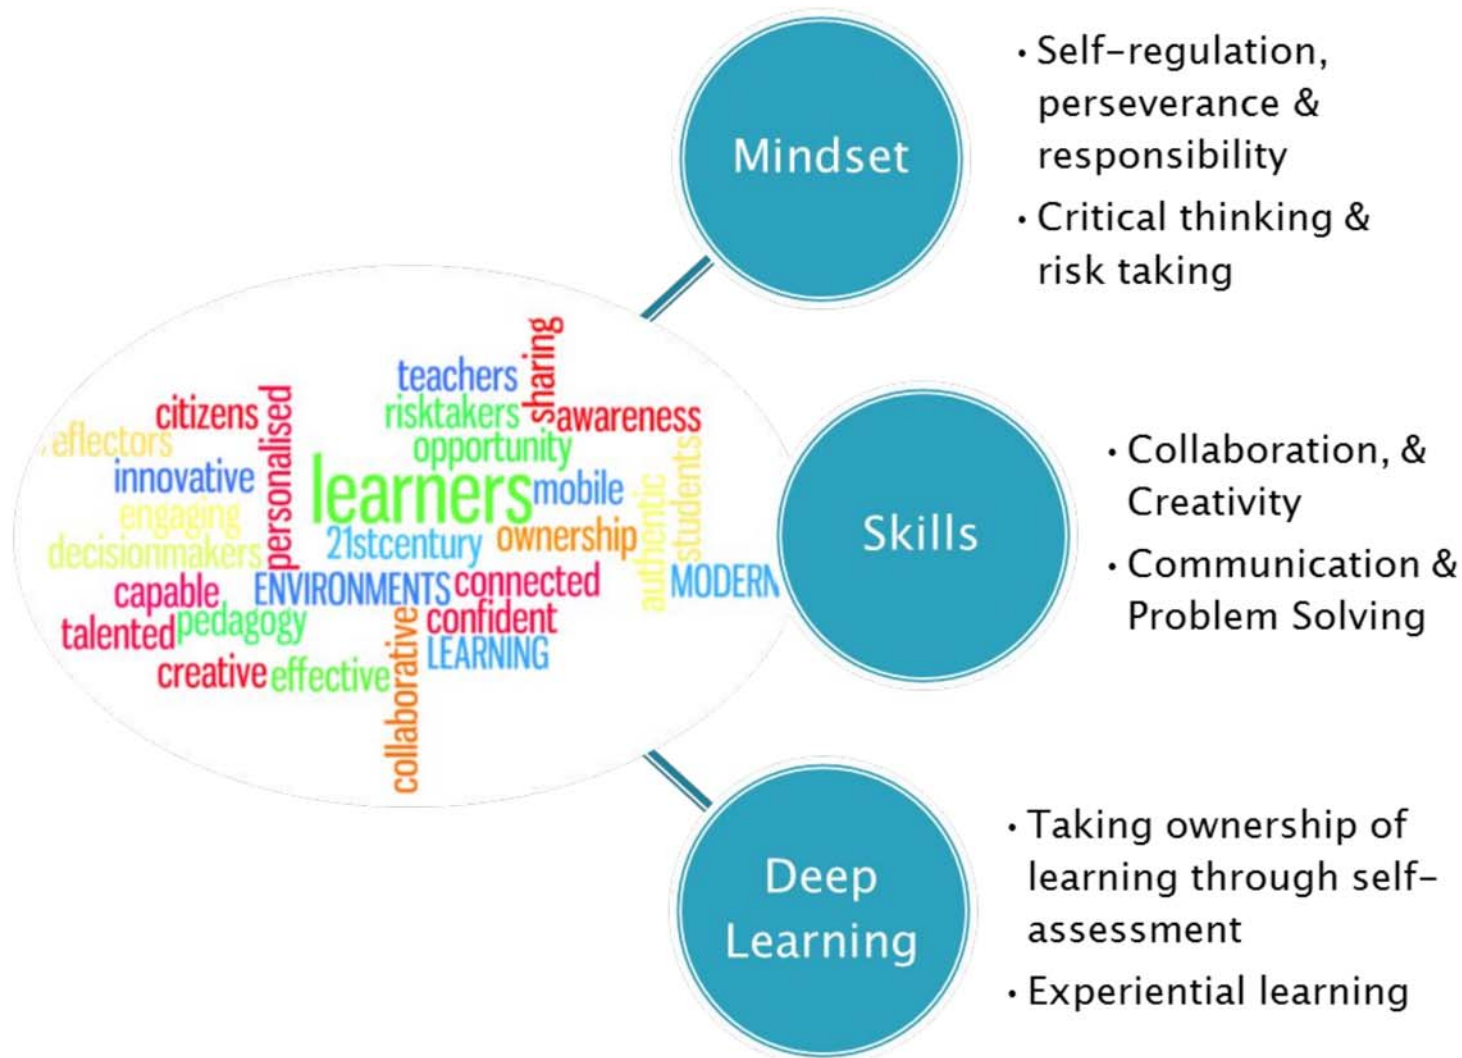 Mindset
• Self-regulation,
perseverance &
responsibility
• Critical thinking &
risk taking
teachers
sharing
citizens
personalised
risktakers
awareness
eflectors
opportunity
innovative
learners
mobile
authentic
students
engaging
21stcentury
ownership
decisionmakers
capable
ENVIRONMENTS
connected
MODERN
talented
pedagogy
collaborative
confident
LEARNING
creative
effective
Skills
• Collaboration, &
Creativity
• Communication &
Problem Solving
Deep
Learning
• Taking ownership of
learning through self-
assessment
• Experiential learning